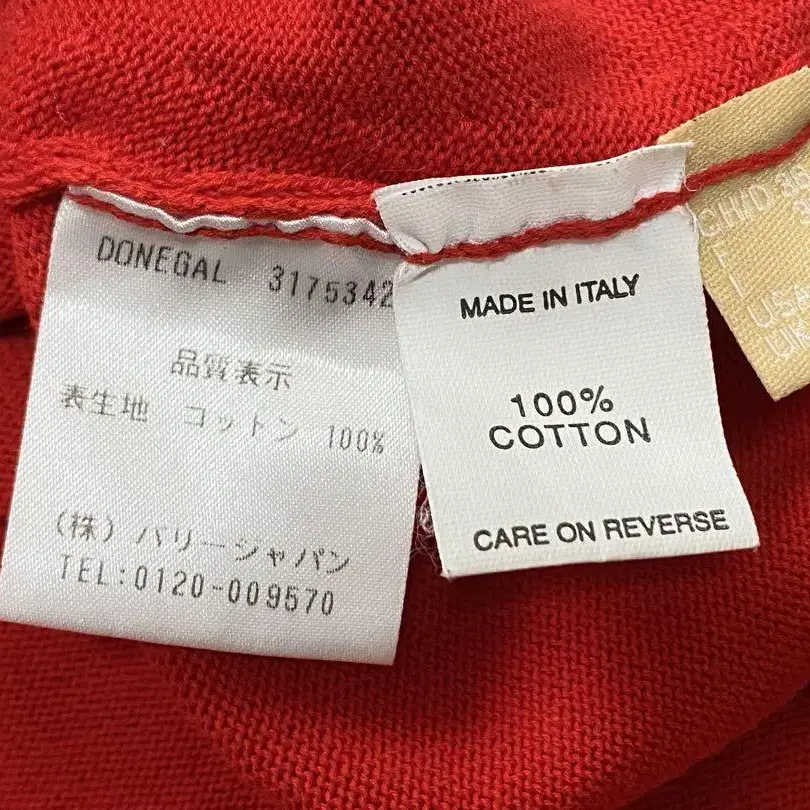 DONEGAL 3175342
品質表示
表生地 コットン 100%
(株) バリージャパン
TEL:0120-009570
MADE IN ITALY
100%
COTTON
CARE ON REVERSE
CH/D